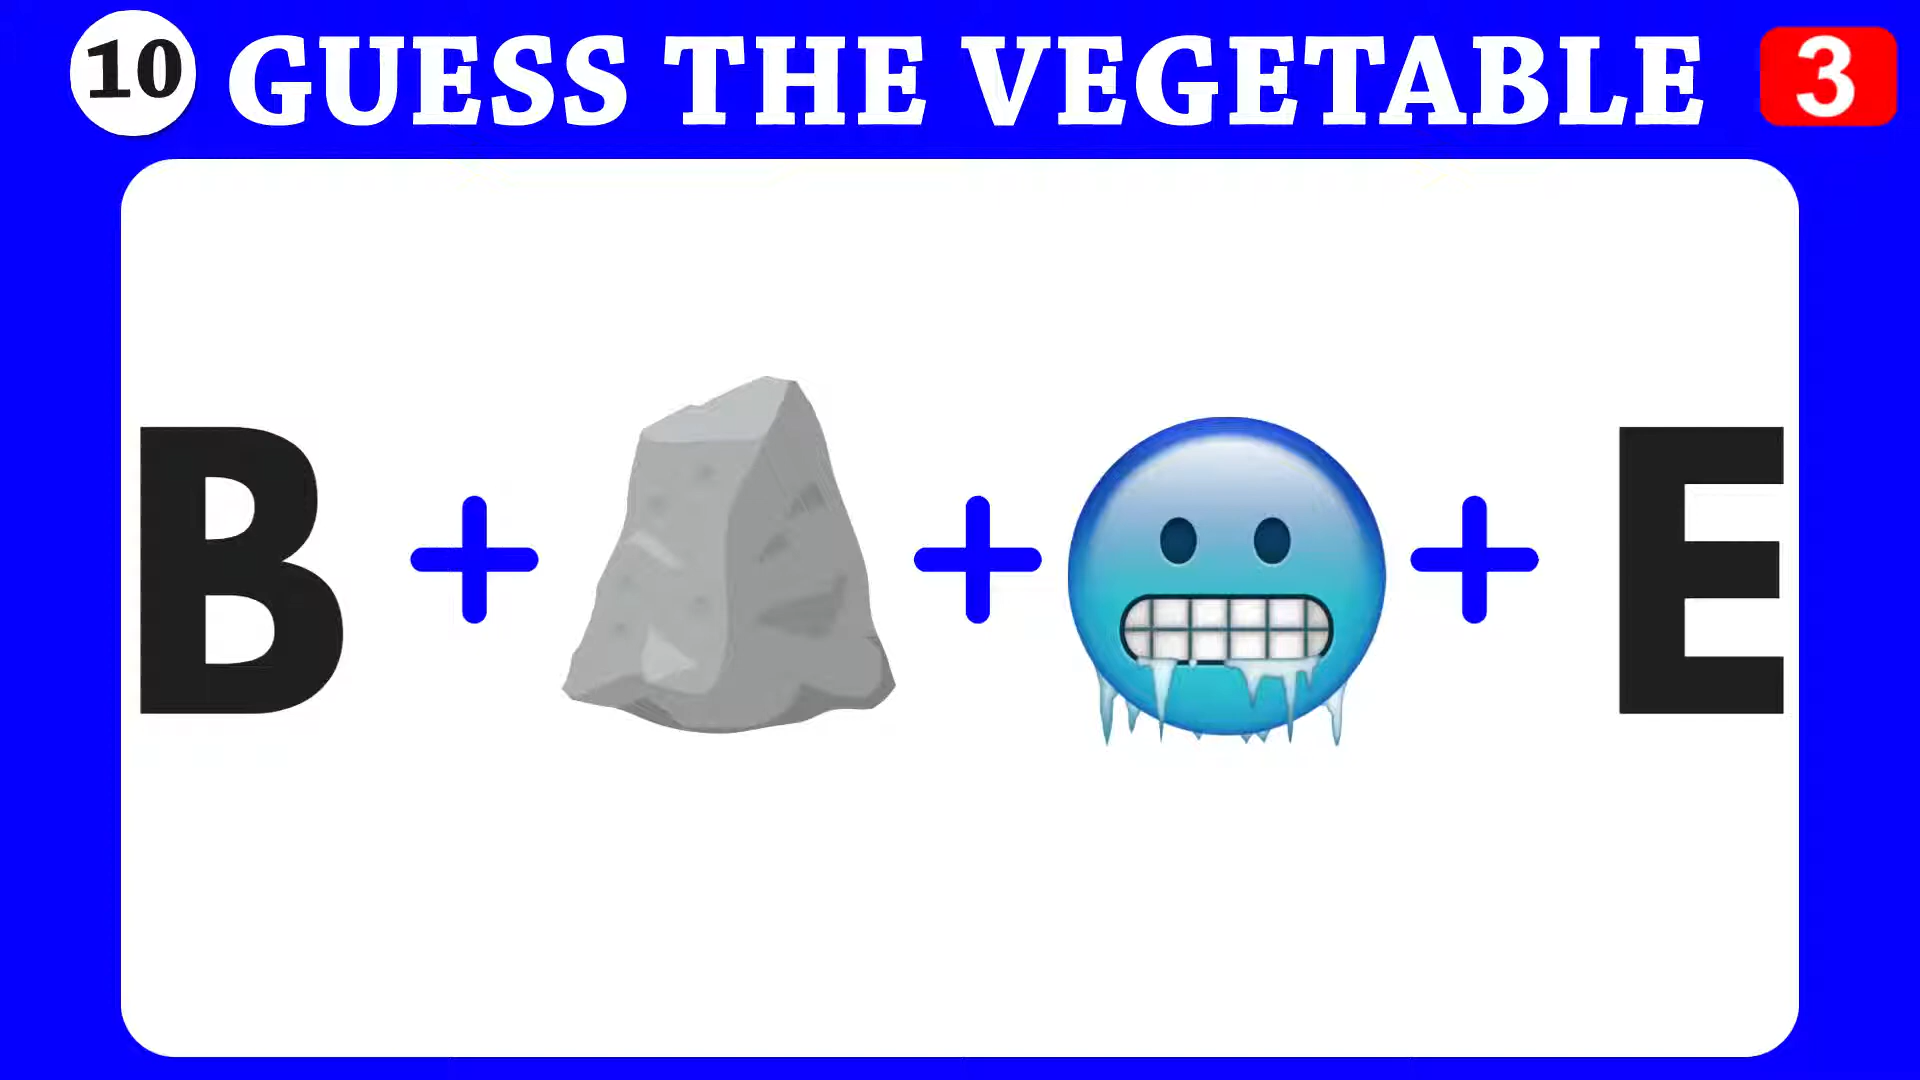 10 GUESS THE VEGETABLE 3
B + + + E